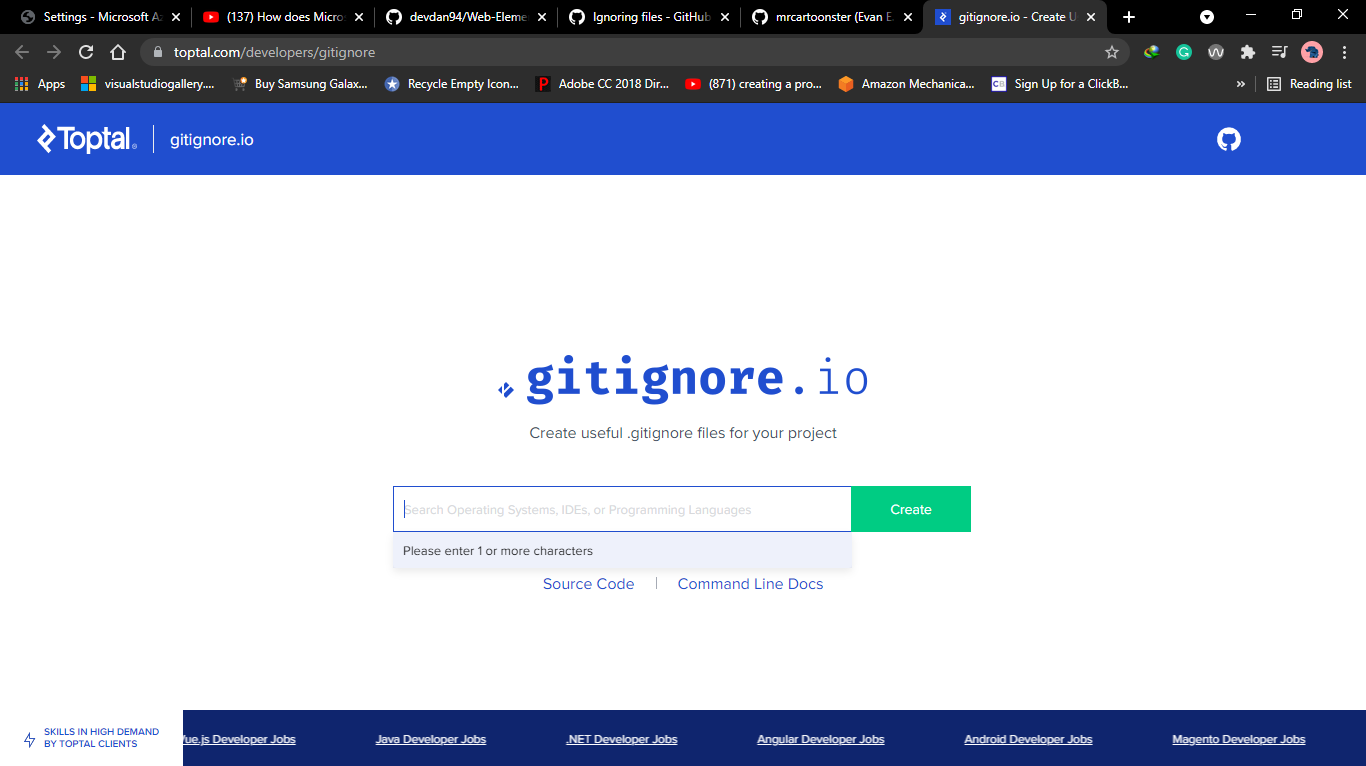 Settings - Microsoft Az
(137) How does Micros
devdan94/Web-Eleme
Ignoring files - GitHub
mrcartoonster (Evan E
gitignore.io - Create U
toptal.com/developers/gitignore
Apps
visualstudiogallery....
Buy Samsung Galax...
Recycle Empty Icon...
Adobe CC 2018 Dir...
(871) creating a pro...
Amazon Mechanica...
CB
Sign Up for a ClickB...
»
Reading list
Toptal®
gitignore.io
.gitignore.io
Create useful .gitignore files for your project
Search Operating Systems, IDEs, or Programming Languages
Create
Please enter 1 or more characters
Source Code
Command Line Docs
SKILLS IN HIGH DEMAND
BY TOPTAL CLIENTS
Vue.js Developer Jobs
Java Developer Jobs
.NET Developer Jobs
Angular Developer Jobs
Android Developer Jobs
Magento Developer Jobs